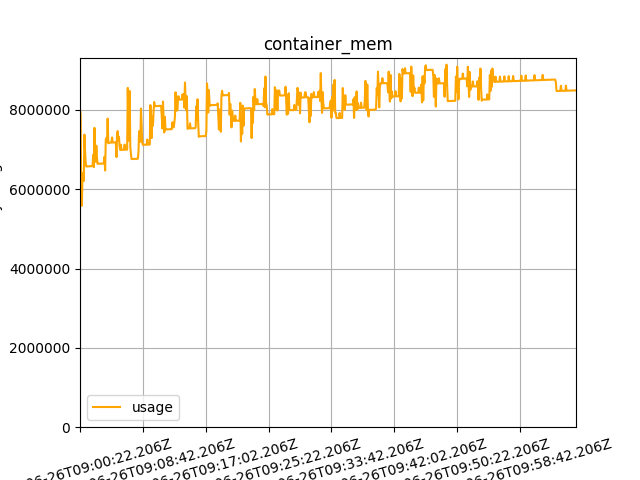 container_mem
8000000
6000000
4000000
2000000
0
usage
06-26T09:00:22.206Z
06-26T09:08:42.206Z
06-26T09:17:02.206Z
06-26T09:25:22.206Z
06-26T09:33:42.206Z
06-26T09:42:02.206Z
06-26T09:50:22.206Z
06-26T09:58:42.206Z